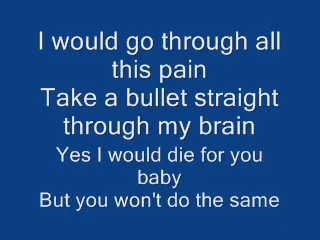 I would go through all
this pain
Take a bullet straight
through my brain
Yes I would die for you
baby
But you won't do the same